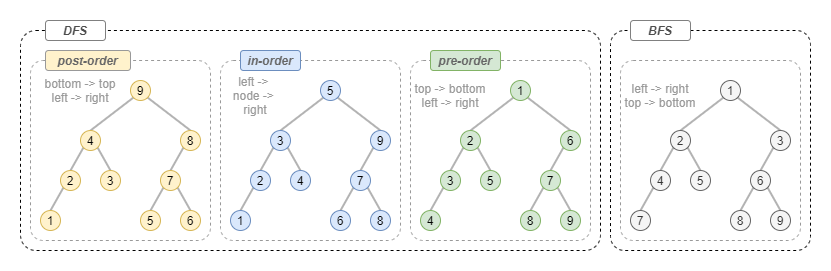 DFS
BFS
post-order
in-order
pre-order
bottom -> top
left -> right
9
4
8
2
3
7
1
5
6
left ->
node ->
right
5
3
9
2
4
7
1
6
8
top -> bottom
left -> right
1
2
6
3
5
7
4
8
9
left -> right
top -> bottom
1
2
3
4
5
6
7
8
9